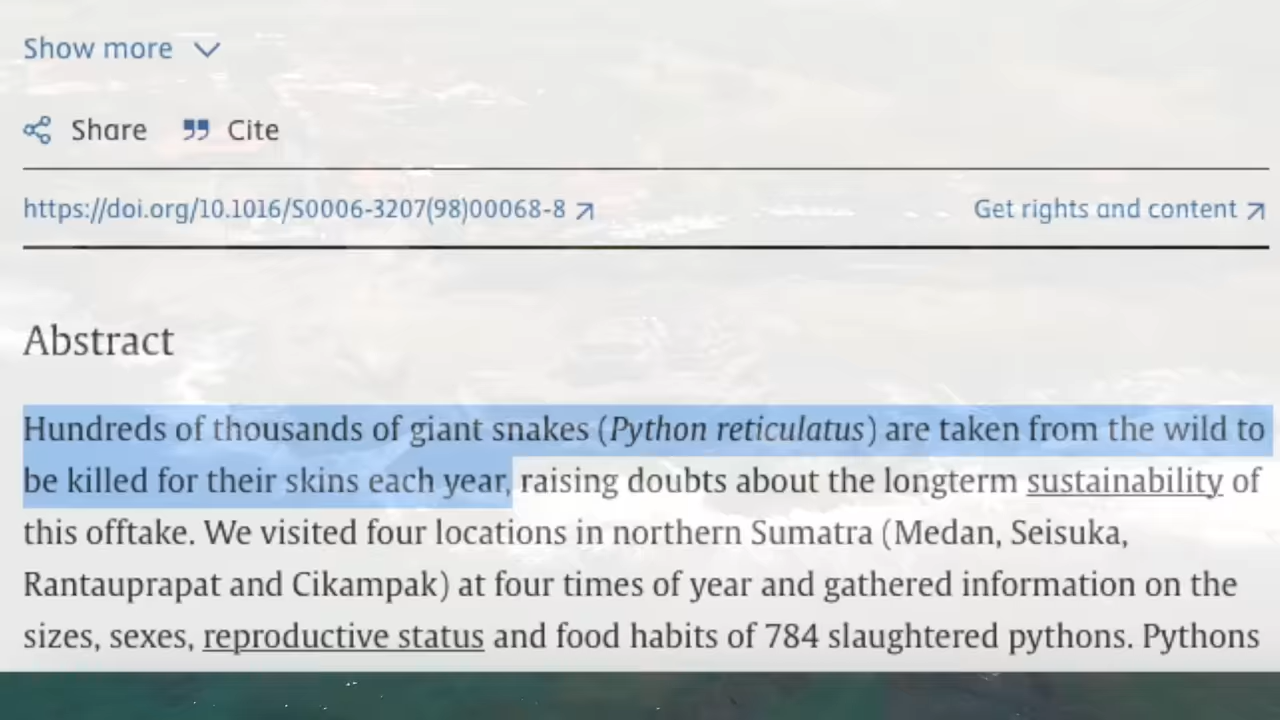 Show more
Share Cite
https://doi.org/10.1016/S0006-3207(98)00068-8 Get rights and content
Abstract
Hundreds of thousands of giant snakes (Python reticulatus) are taken from the wild to
be killed for their skins each year, raising doubts about the longterm sustainability of
this offtake. We visited four locations in northern Sumatra (Medan, Seisuka,
Rantauprapat and Cikampak) at four times of year and gathered information on the
sizes, sexes, reproductive status and food habits of 784 slaughtered pythons. Pythons